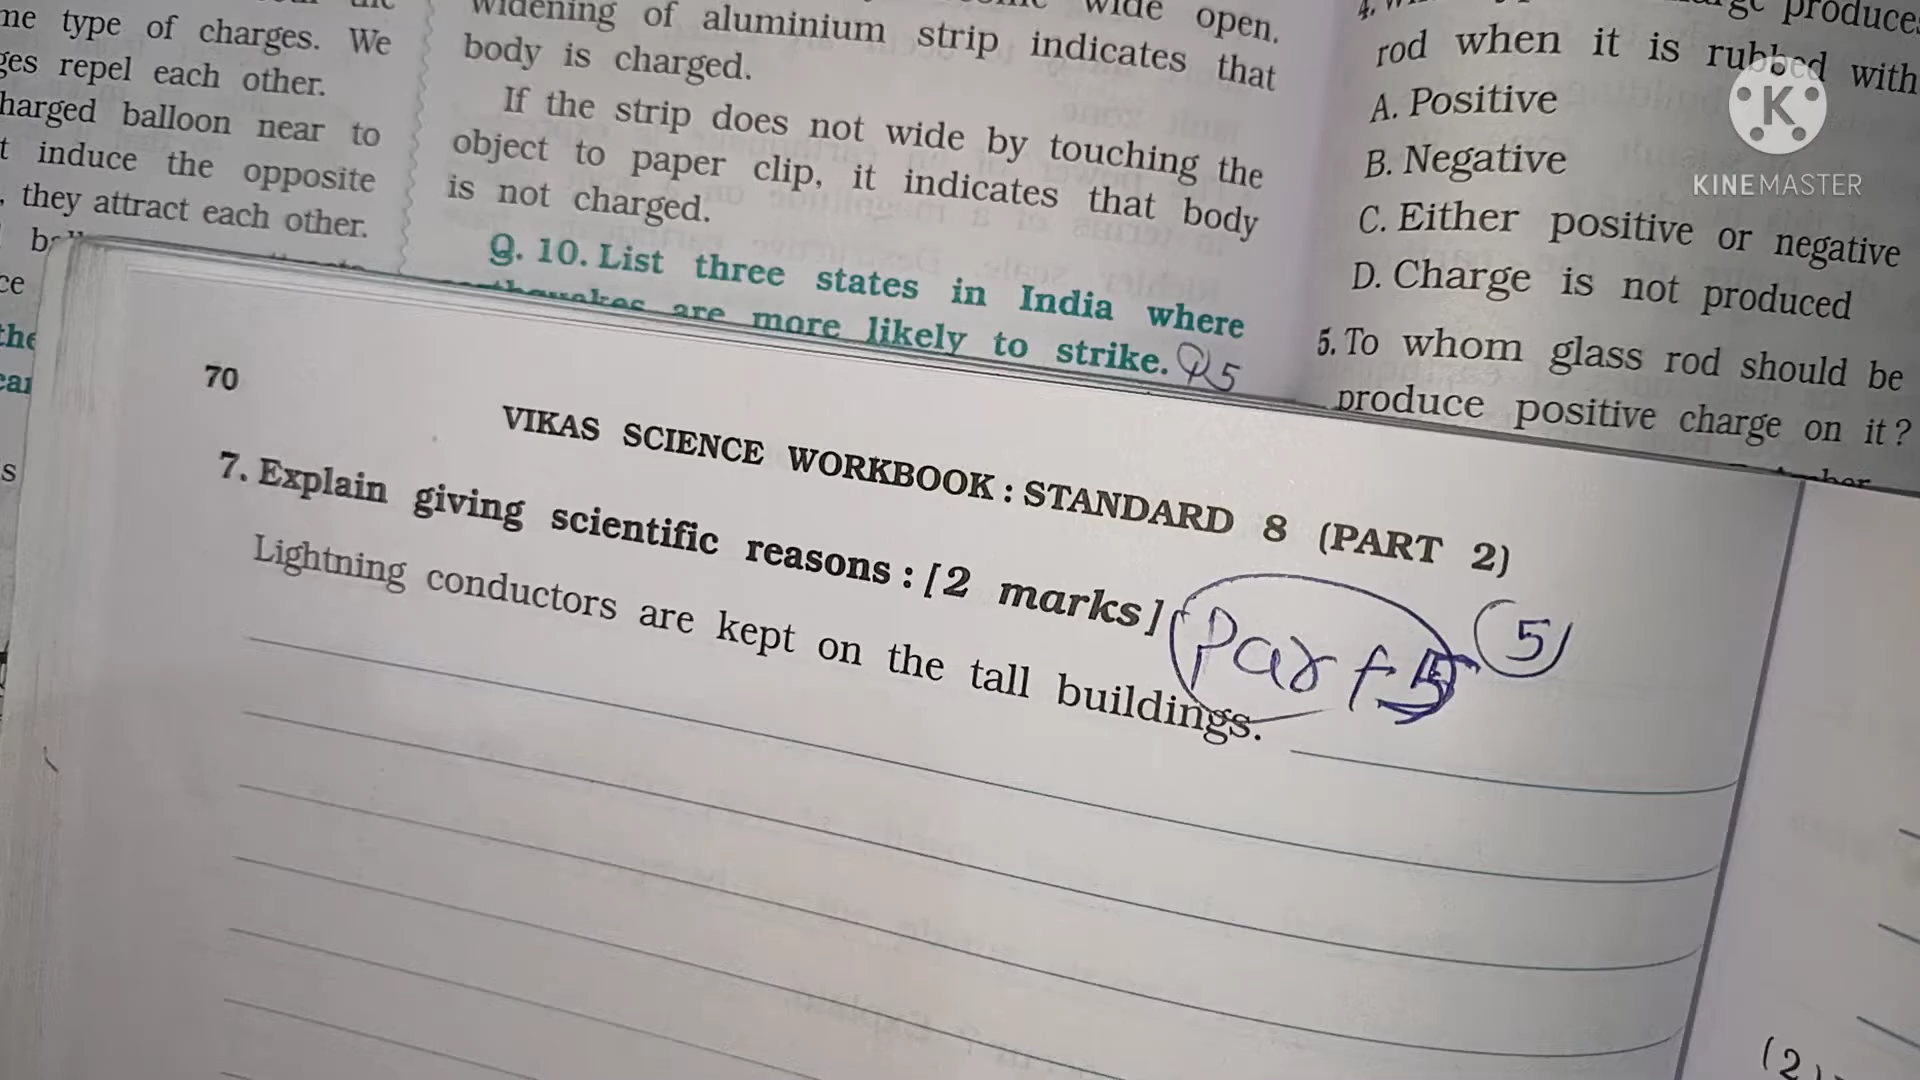 me type of charges. We
ges repel each other.
harged balloon near to
t induce the opposite
, they attract each other.
widening of aluminium strip indicates that
body is charged.
If the strip does not wide by touching the
object to paper clip, it indicates that body
is not charged.
Q. 10. List three states in India where
earthquakes are more likely to strike. Q5
wide open.
produces
rod when it is rubbed with
A. Positive
B. Negative
C. Either positive or negative
D. Charge is not produced
5. To whom glass rod should be
produce positive charge on it?
KINEMASTER
70
VIKAS SCIENCE WORKBOOK : STANDARD 8 (PART 2)
7. Explain giving scientific reasons : [2 marks] Part-5 5
Lightning conductors are kept on the tall buildings.
(2)